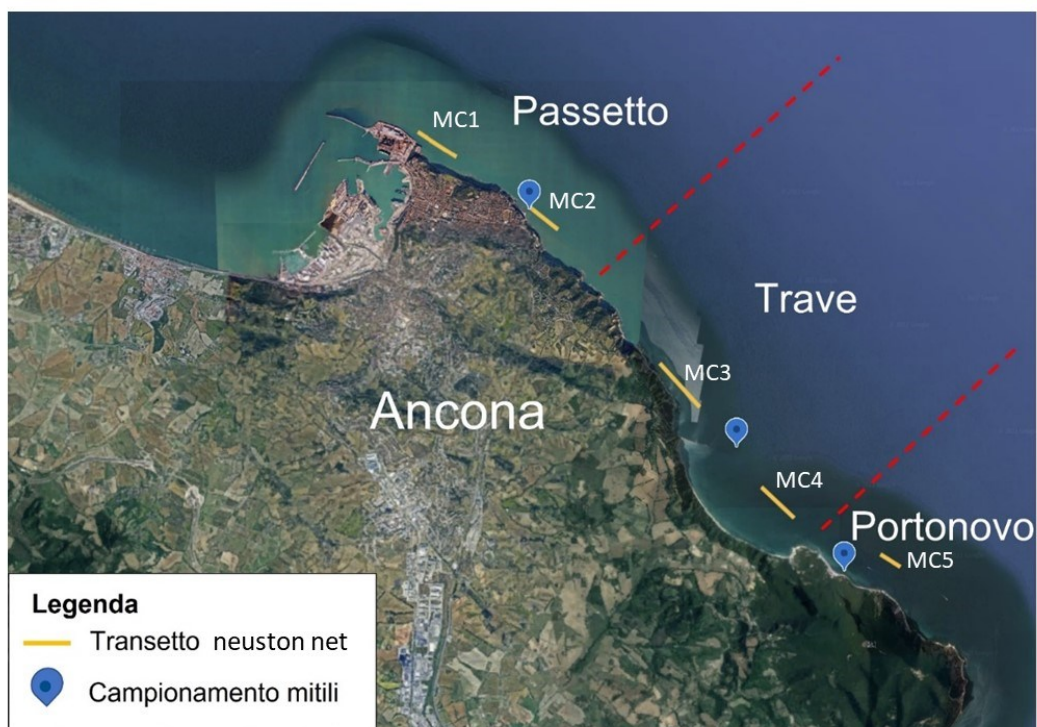 Passetto
MC1
MC2
Trave
MC3
Ancona
MC4
Portonovo
MC5
Legenda
Transetto neuston net
Campionamento mitili